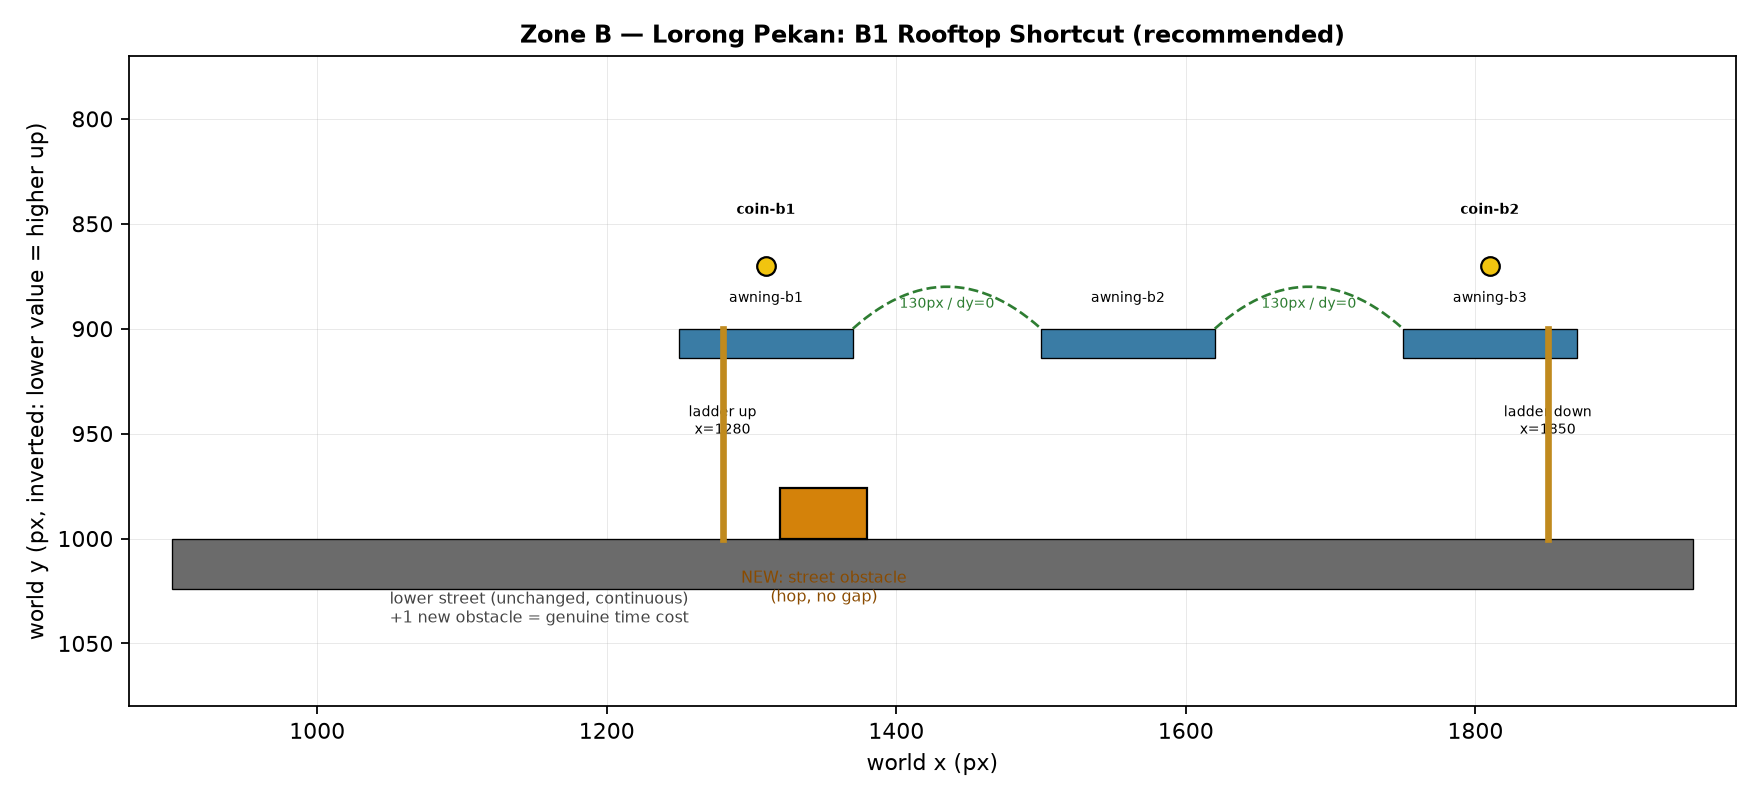 Zone B — Lorong Pekan: B1 Rooftop Shortcut (recommended)
world y (px, inverted: lower value = higher up)
800
850
900
950
1000
1050
coin-b1
coin-b2
awning-b1
awning-b2
awning-b3
130px / dy=0
130px / dy=0
ladder up
x=1280
ladder down
x=1850
NEW: street obstacle
(hop, no gap)
lower street (unchanged, continuous)
+1 new obstacle = genuine time cost
1000
1200
1400
1600
1800
world x (px)